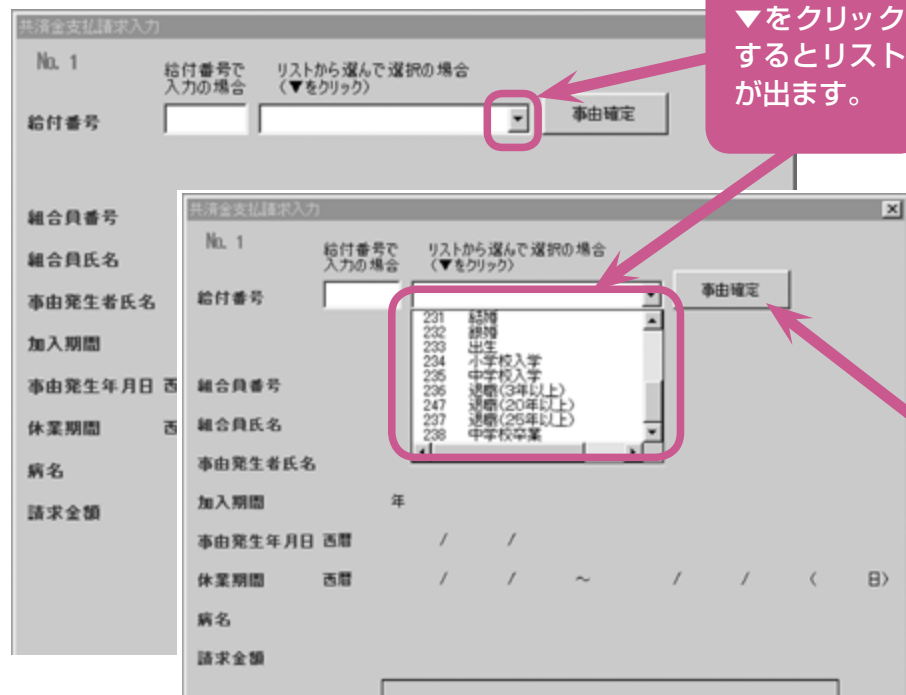 共済金支払請求入力
No. 1
給付番号で
入力の場合
リストから選んで選択の場合
(▼をクリック)
給付番号
事由確定
▼をクリック
するとリスト
が出ます。
組合員番号
組合員氏名
事由発生者氏名
加入期間
事由発生年月日 西
休業期間 西
病名
請求金額
共済金支払請求入力
No. 1
給付番号で
入力の場合
リストから選んで選択の場合
(▼をクリック)
給付番号
事由確定
231 結婚
232 銀婚
233 出生
234 小学校入学
235 中学校入学
236 退職(3年以上)
247 退職(20年以上)
237 退職(25年以上)
238 中学校卒業
組合員番号
組合員氏名
事由発生者氏名
加入期間 年
事由発生年月日 西暦 / /
休業期間 西暦 / / ~ / / ( 日)
病名
請求金額